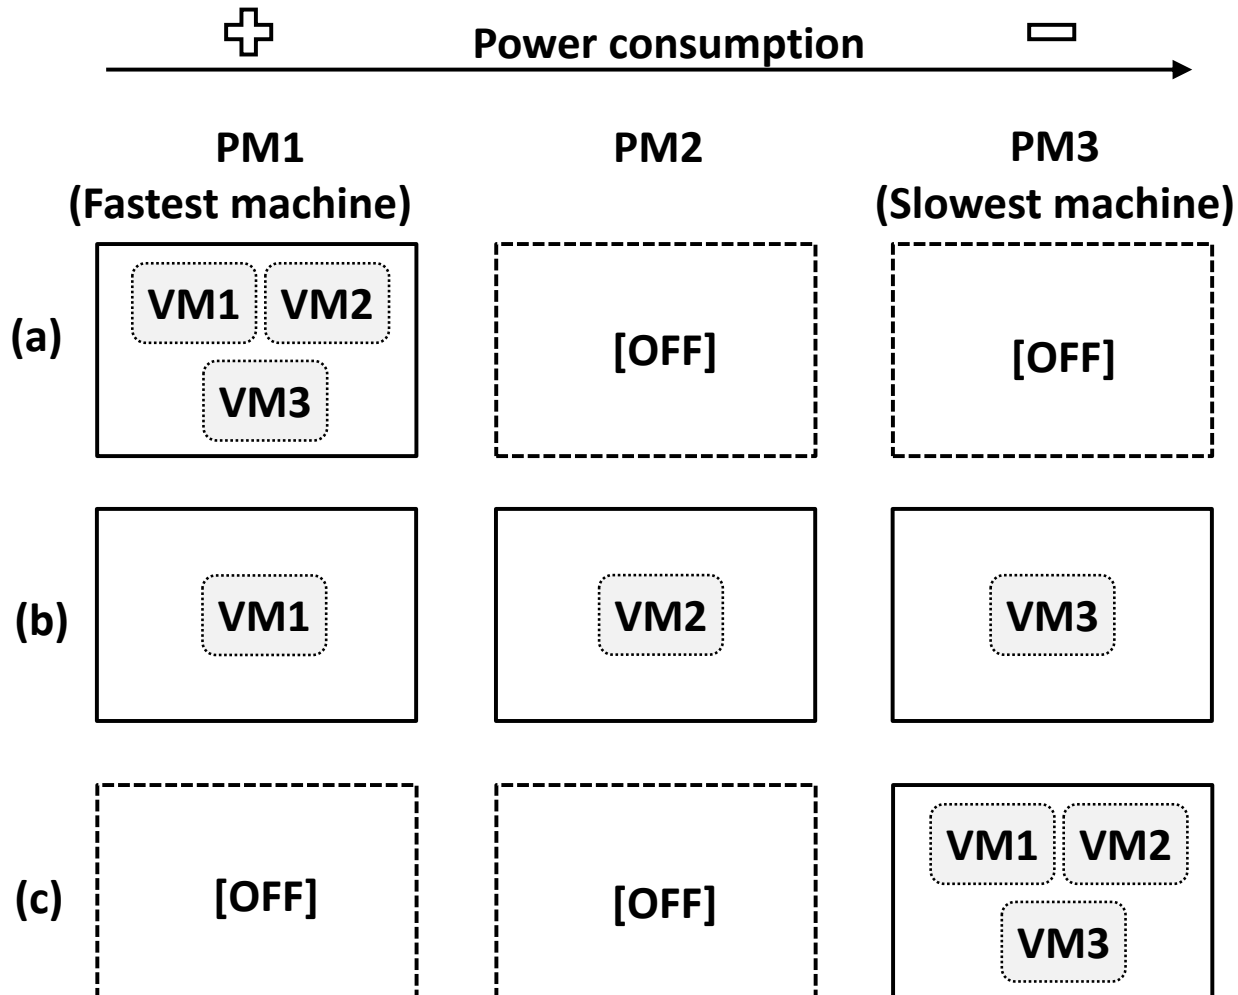 Power consumption
PM1
(Fastest machine)
PM2
PM3
(Slowest machine)
(a)
VM1 VM2
VM3
[OFF]
[OFF]
(b)
VM1
VM2
VM3
(c)
[OFF]
[OFF]
VM1 VM2
VM3